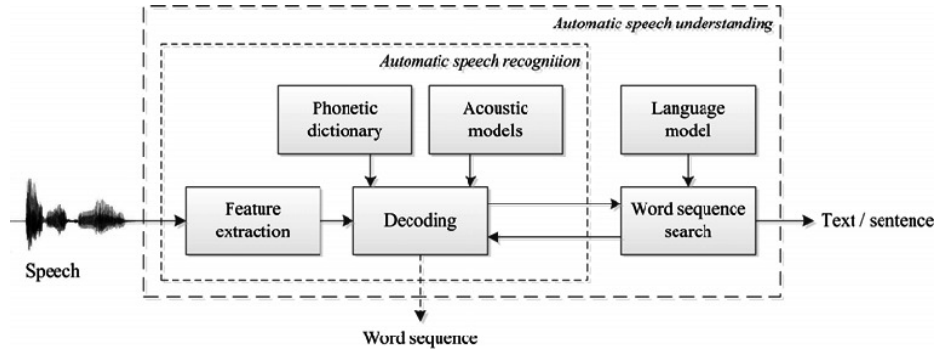 Automatic speech understanding
Automatic speech recognition
Phonetic
dictionary
Acoustic
models
Language
model
Speech
Feature
extraction
Decoding
Word sequence
search
Text / sentence
Word sequence